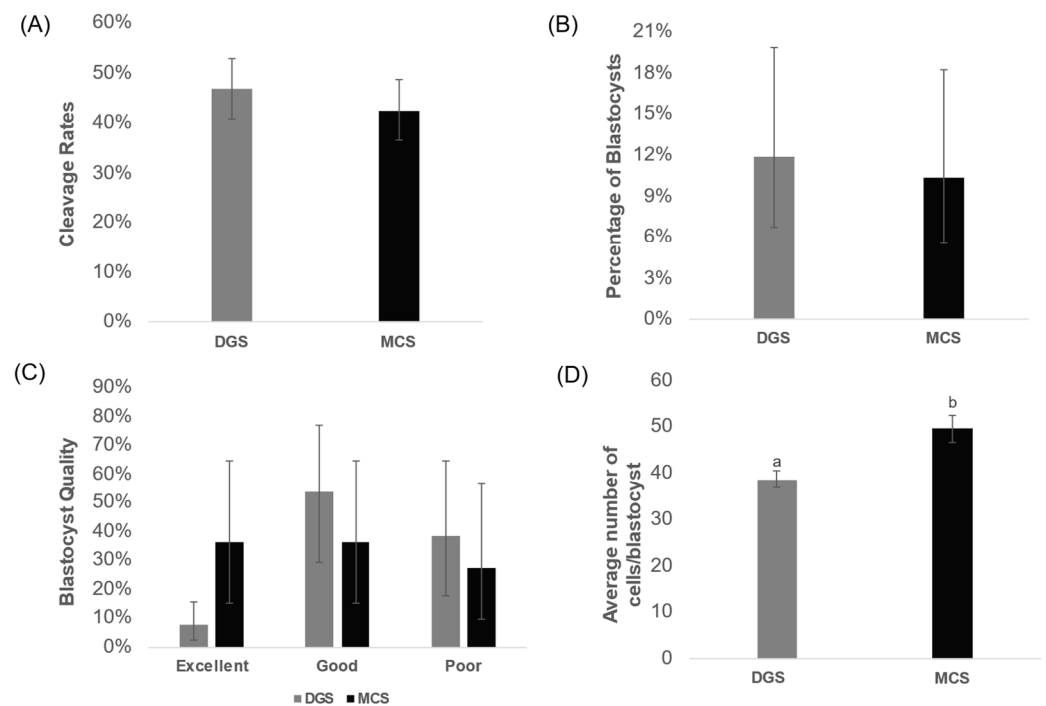 (A)
Cleavage Rates
60%
50%
40%
30%
20%
10%
0%
DGS
MCS
(B)
Percentage of Blastocysts
21%
18%
15%
12%
9%
6%
3%
0%
DGS
MCS
(C)
Blastocyst Quality
90%
80%
70%
60%
50%
40%
30%
20%
10%
0%
Excellent
Good
Poor
DGS
MCS
(D)
Average number of
cells/blastocyst
60
50
40
30
20
10
0
a
b
DGS
MCS